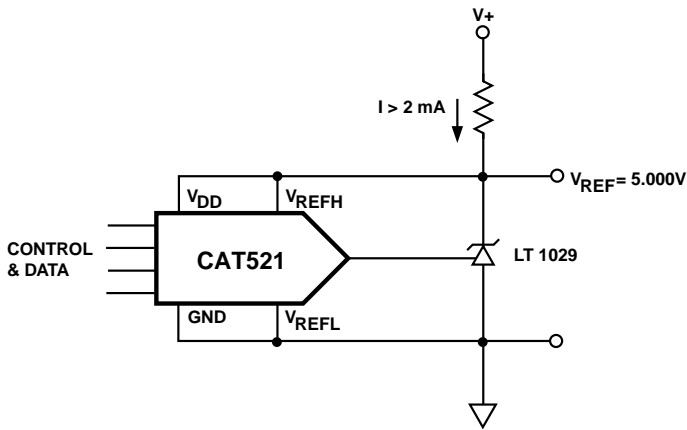 V+
I > 2 mA
VREF = 5.000V
VDD
VREFH
CONTROL
& DATA
CAT521
LT 1029
GND
VREFL